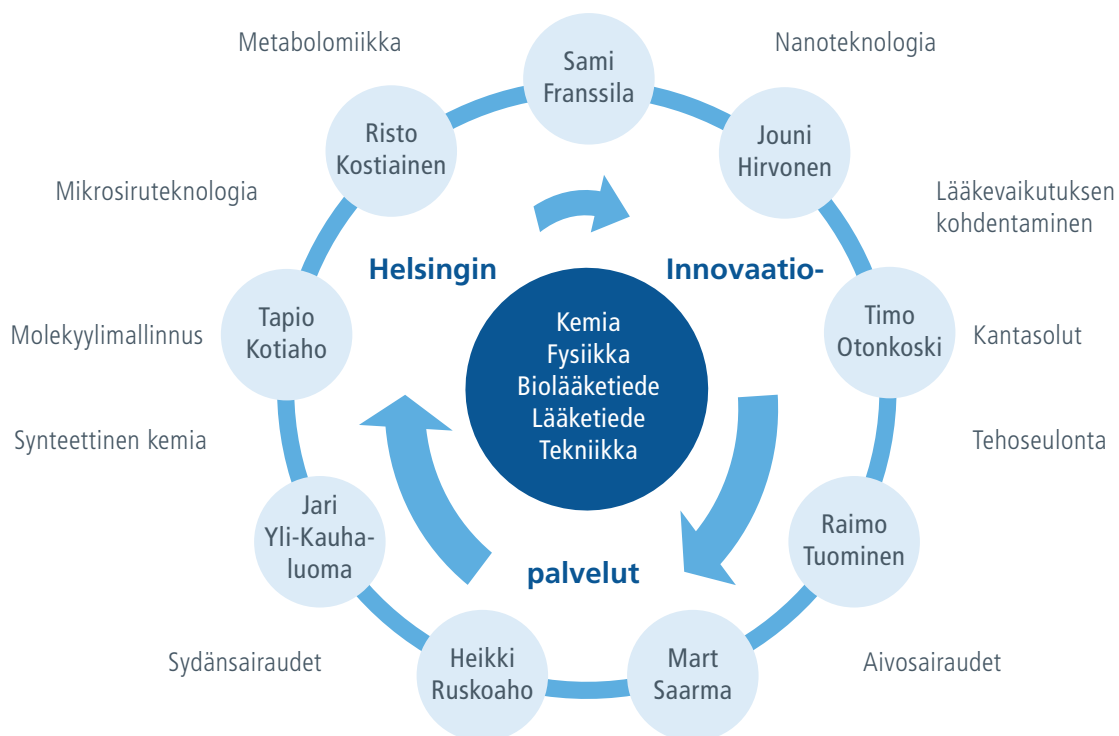 Metabolomiikka
Nanoteknologia
Sami
Franssila
Risto
Kostiainen
Jouni
Hirvonen
Mikrosiruteknologia
Lääkevaikutuksen
kohdentaminen
Helsingin
Innovaatio-
Tapio
Kotiaho
Timo
Otonkoski
Molekyylimallinnus
Kantasolut
Kemia
Fysiikka
Biolääketiede
Lääketiede
Tekniikka
Synteettinen kemia
Tehoseulonta
Jari
Yli-Kauha-
luoma
Raimo
Tuominen
palvelut
Sydänsairaudet
Heikki
Ruskoaho
Mart
Saarma
Aivosairaudet